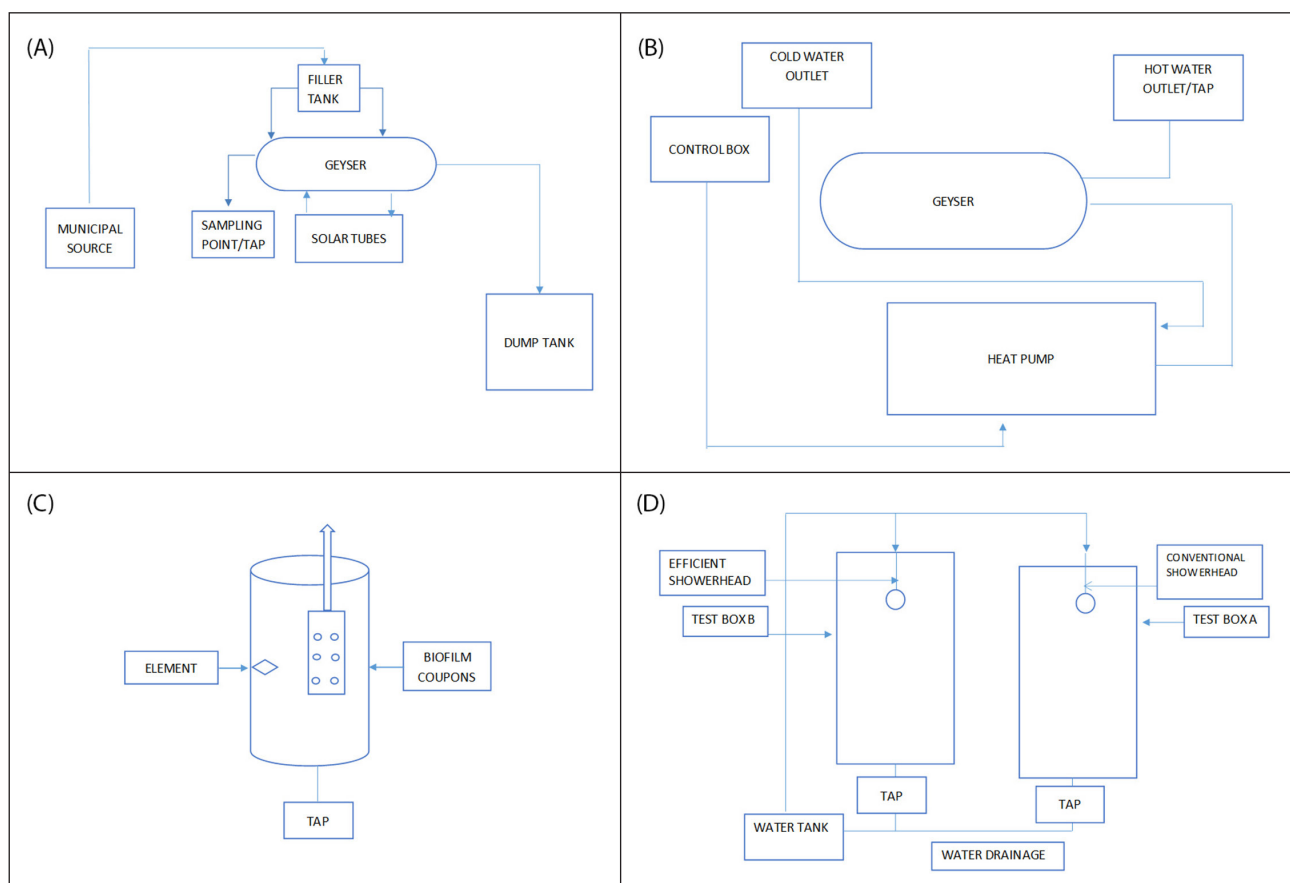 (A)
FILLER
TANK
GEYSER
MUNICIPAL
SOURCE
SAMPLING
POINT/TAP
SOLAR TUBES
DUMP TANK
(B)
COLD WATER
OUTLET
HOT WATER
OUTLET/TAP
CONTROL BOX
GEYSER
HEAT PUMP
(C)
ELEMENT
BIOFILM
COUPONS
TAP
(D)
EFFICIENT
SHOWERHEAD
CONVENTIONAL
SHOWERHEAD
TEST BOX B
TEST BOX A
TAP
TAP
WATER TANK
WATER DRAINAGE